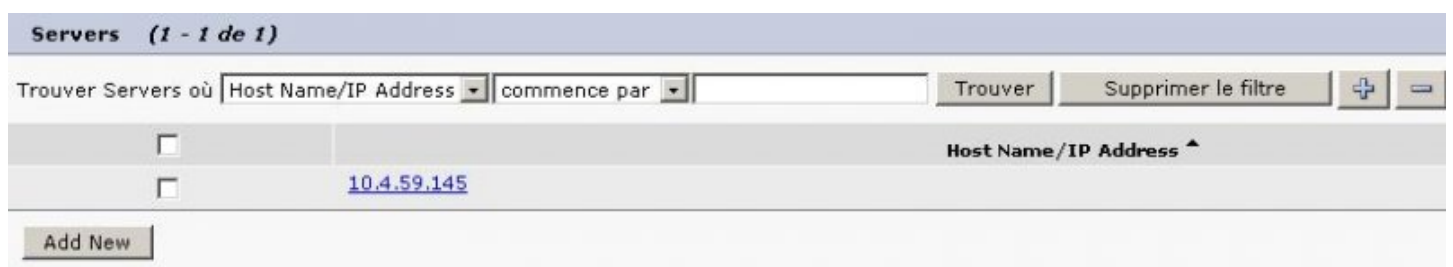 Servers (1 - 1 de 1)
Trouver Servers où Host Name/IP Address commence par Trouver Supprimer le filtre
Host Name/IP Address
10.4.59.145
Add New